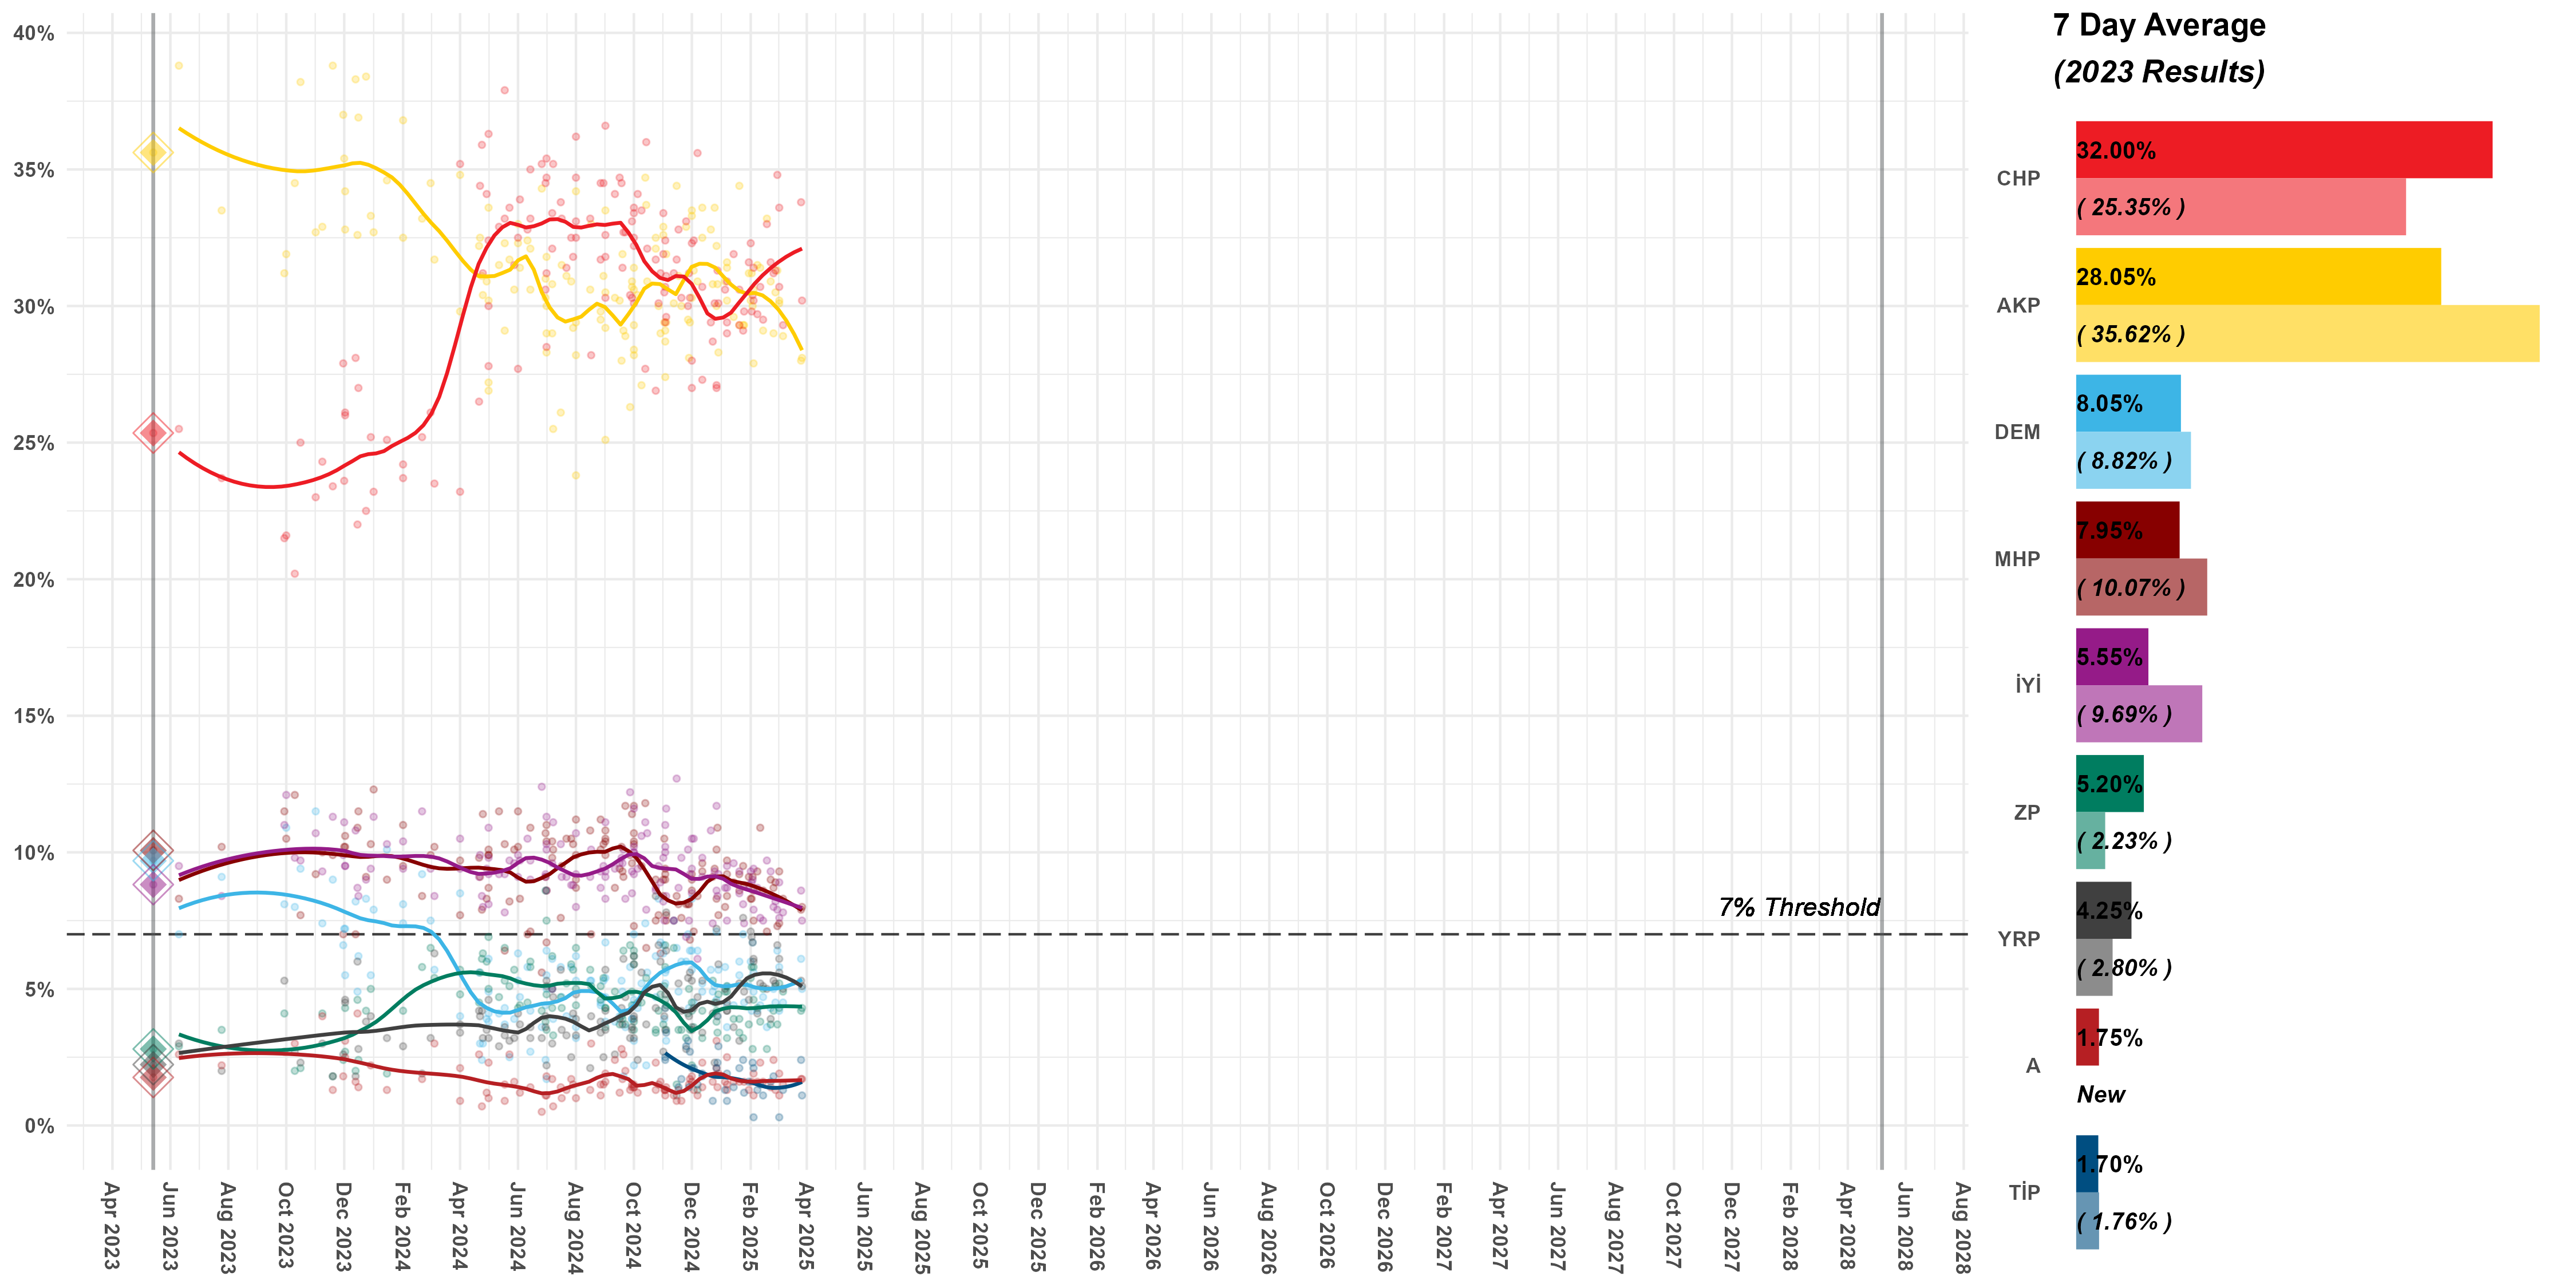 40%
35%
30%
25%
20%
15%
10%
5%
0%
7% Threshold
Apr 2023
Jun 2023
Aug 2023
Oct 2023
Dec 2023
Feb 2024
Apr 2024
Jun 2024
Aug 2024
Oct 2024
Dec 2024
Feb 2025
Apr 2025
Jun 2025
Aug 2025
Oct 2025
Dec 2025
Feb 2026
Apr 2026
Jun 2026
Aug 2026
Oct 2026
Dec 2026
Feb 2027
Apr 2027
Jun 2027
Aug 2027
Oct 2027
Dec 2027
Feb 2028
Apr 2028
Jun 2028
Aug 2028
7 Day Average
(2023 Results)
CHP
32.00%
( 25.35% )
AKP
28.05%
( 35.62% )
DEM
8.05%
( 8.82% )
MHP
7.95%
( 10.07% )
İYİ
5.55%
( 9.69% )
ZP
5.20%
( 2.23% )
YRP
4.25%
( 2.80% )
A
1.75%
New
TİP
1.70%
( 1.76% )